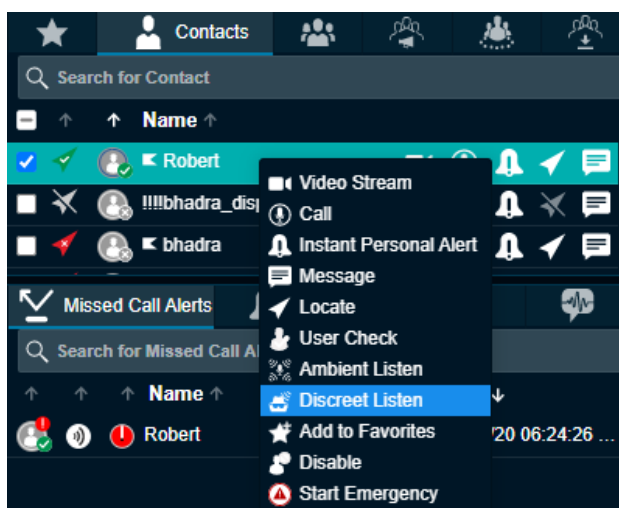 Contacts
Search for Contact
Name
Robert
!!!!bhadra_disp
bhadra
Video Stream
Call
Instant Personal Alert
Message
Locate
User Check
Ambient Listen
Discreet Listen
Add to Favorites
Disable
Start Emergency
Missed Call Alerts
Search for Missed Call Al
Name
Robert
/20 06:24:26 ...